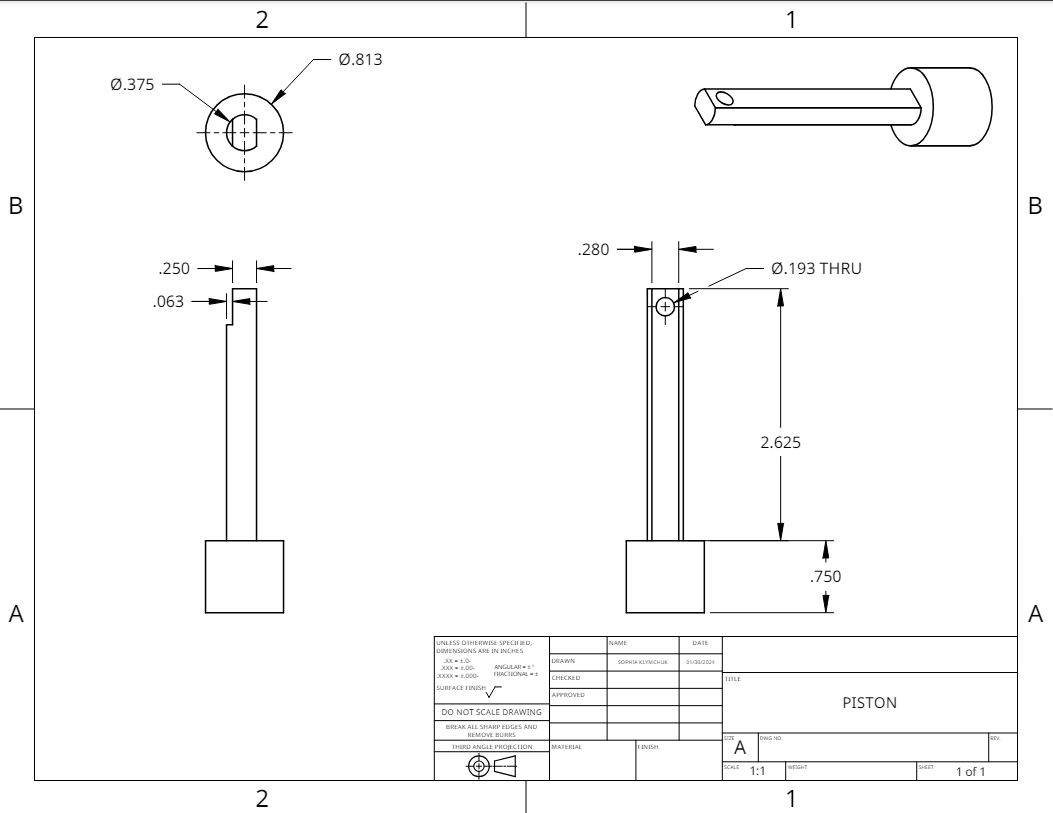 2 1
Ø.813
Ø.375
B B
.250
.063
.280
Ø.193 THRU
2.625
.750
A A
UNLESS OTHERWISE SPECIFIED,
DIMENSIONS ARE IN INCHES
.XX = ±.0-
.XXX = ±.00-
.XXXX = ±.000-
ANGULAR = ± °
FRACTIONAL = ±
SURFACE FINISH
DO NOT SCALE DRAWING
BREAK ALL SHARP EDGES AND
REMOVE BURRS
THIRD ANGLE PROJECTION
NAME DATE
DRAWN SOPHIA KLYMCHUK 01/30/2024
CHECKED
APPROVED
MATERIAL FINISH
TITLE
PISTON
SIZE
A
DWG NO.
REV.
SCALE 1:1 WEIGHT SHEET 1 of 1
2 1